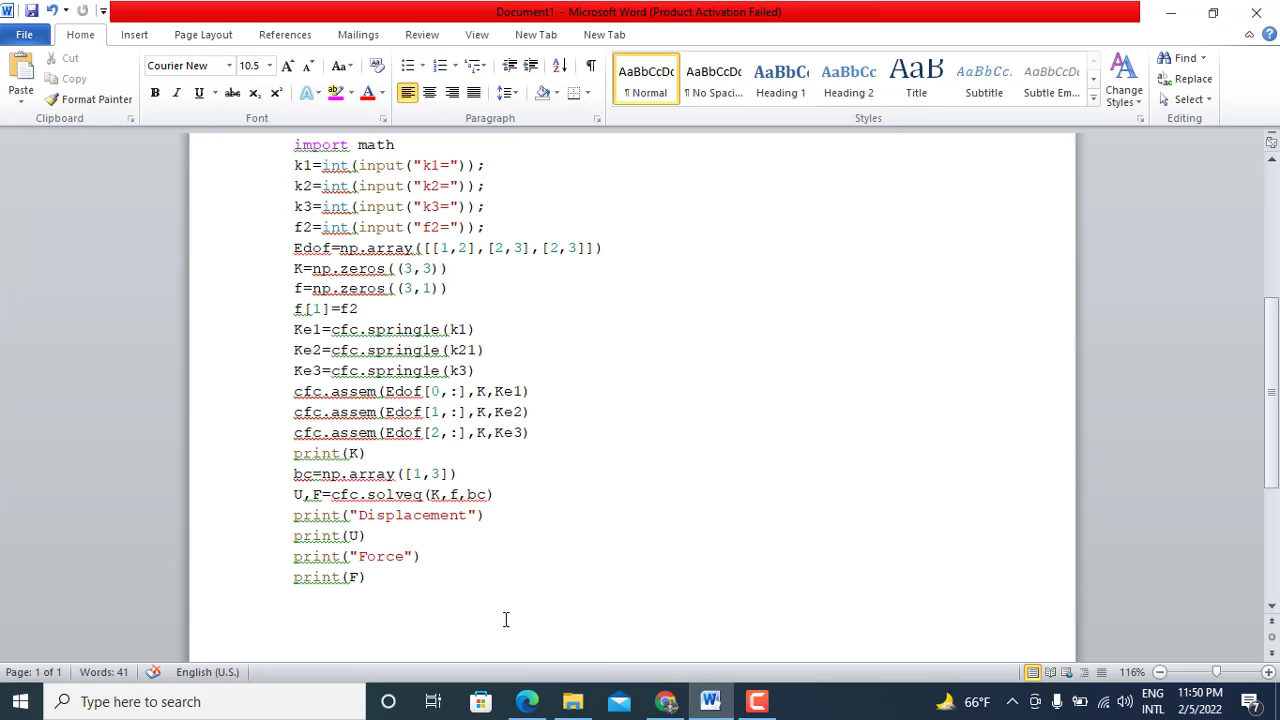 Document1 - Microsoft Word (Product Activation Failed)
File Home Insert Page Layout References Mailings Review View New Tab New Tab
Paste
Cut
Copy
Format Painter
Clipboard
Courier New 10.5
Font
Paragraph
AaBbCcDc AaBbCcDc AaBbCc AaBbCc AaB AaBbCcD AaBbCcDc
¶ Normal ¶ No Spaci... Heading 1 Heading 2 Title Subtitle Subtle Em...
Styles
Change
Styles
Find
Replace
Select
Editing
import math
k1=int(input("k1="));
k2=int(input("k2="));
k3=int(input("k3="));
f2=int(input("f2="));
Edof=np.array([[1,2],[2,3],[2,3]])
K=np.zeros((3,3))
f=np.zeros((3,1))
f[1]=f2
Ke1=cfc.spring1e(k1)
Ke2=cfc.spring1e(k21)
Ke3=cfc.spring1e(k3)
cfc.assem(Edof[0,:],K,Ke1)
cfc.assem(Edof[1,:],K,Ke2)
cfc.assem(Edof[2,:],K,Ke3)
print(K)
bc=np.array([1,3])
U,F=cfc.solveq(K,f,bc)
print("Displacement")
print(U)
print("Force")
print(F)
Page: 1 of 1 Words: 41 English (U.S.) 116%
Type here to search
66°F
ENG
INTL
11:50 PM
2/5/2022
7